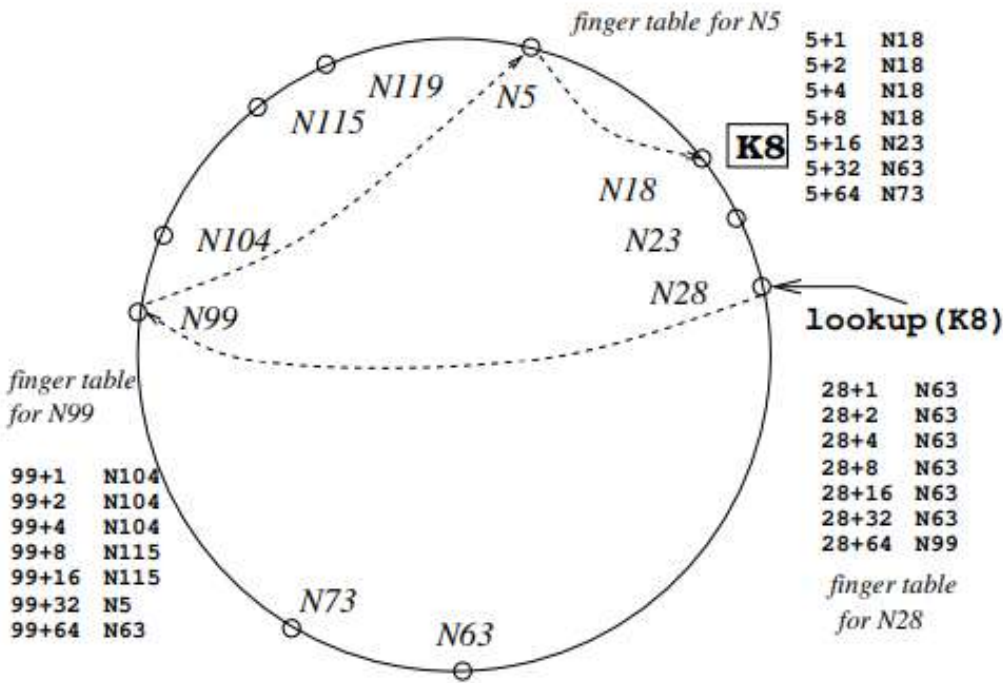 finger table for N5
5+1 N18
5+2 N18
5+4 N18
5+8 N18
5+16 N23
5+32 N63
5+64 N73
N119
N5
N115
K8
N18
N104
N23
N28
N99
lookup(K8)
finger table
for N99
99+1 N104
99+2 N104
99+4 N104
99+8 N115
99+16 N115
99+32 N5
99+64 N63
28+1 N63
28+2 N63
28+4 N63
28+8 N63
28+16 N63
28+32 N63
28+64 N99
finger table
for N28
N73
N63